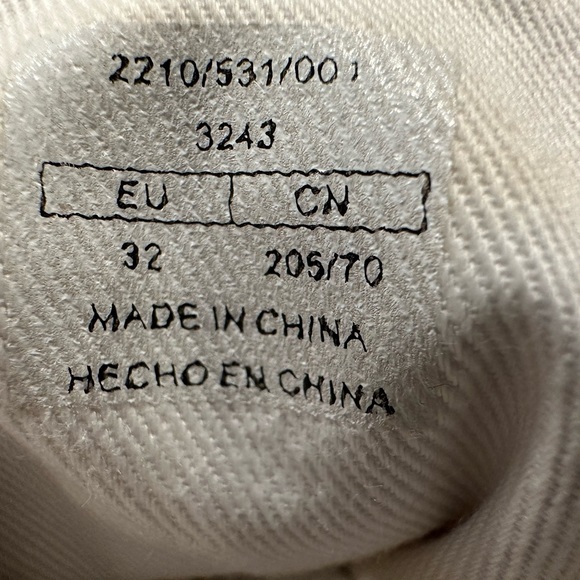 2210/531/001
3243
EU CN
32 205/70
MADE IN CHINA
HECHO EN CHINA